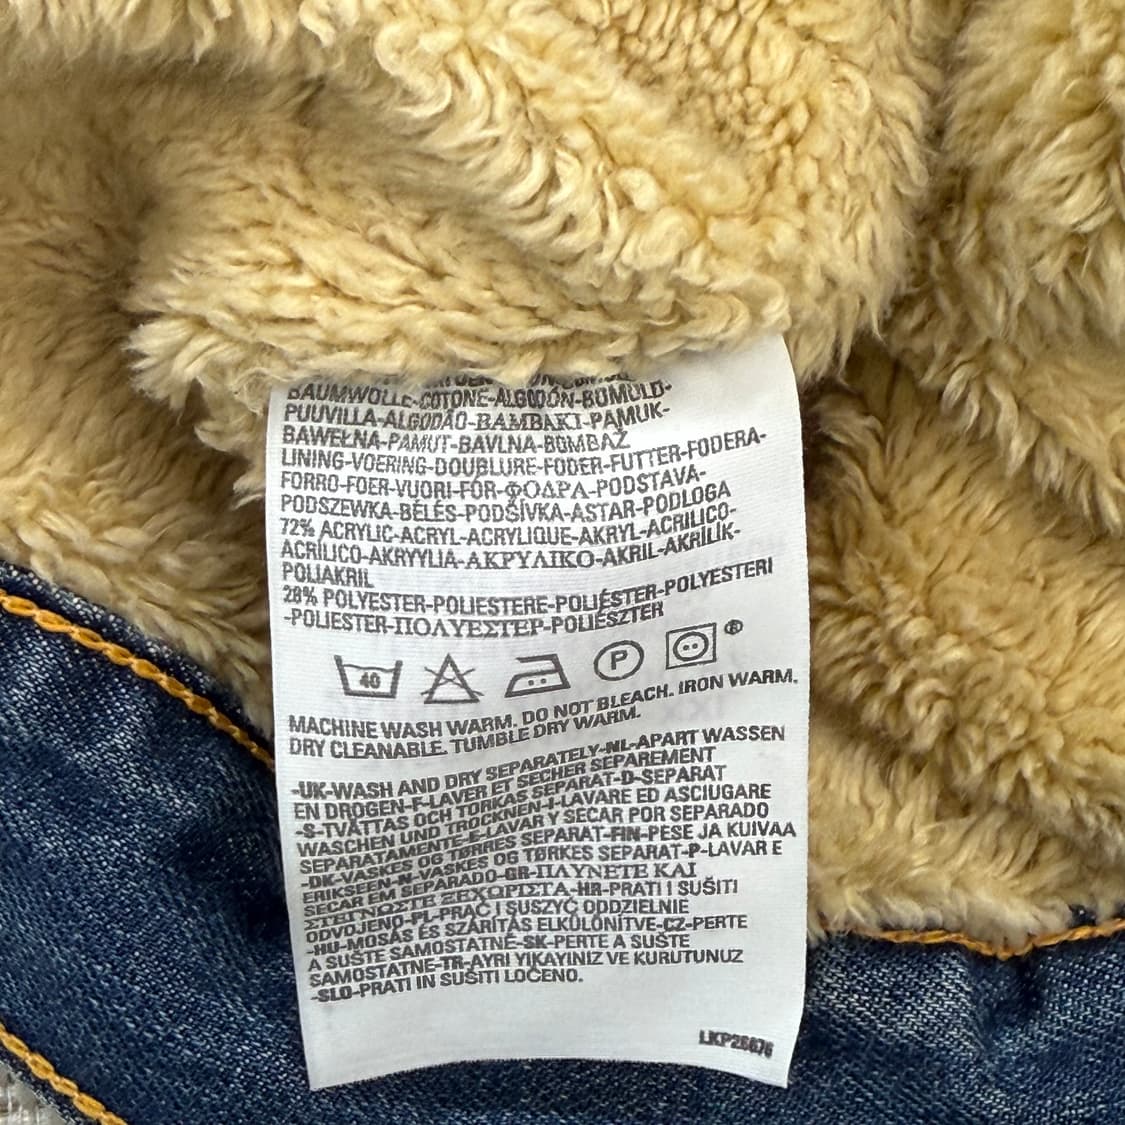 BAUMWOLLE-COTONE-ALGODÓN-BOMULD-
PUUVILLA-ALGODÃO-ΒΑΜΒΑΚΙ-PAMUK-
BAWEŁNA-PAMUT-BAVLNA-BOMBAŽ
LINING-VOERING-DOUBLURE-FODER-FUTTER-FODERA-
FORRO-FOER-VUORI-FÓR-ΦΟΔΡΑ-PODSTAVA-
PODSZEWKA-BÉLÉS-PODŠÍVKA-ASTAR-PODLOGA
72% ACRYLIC-ACRYL-ACRYLIQUE-AKRYL-ACRILICO-
ACRÍLICO-AKRYYLIA-ΑΚΡΥΛΙΚΟ-AKRIL-AKRİLİK-
POLIAKRIL
28% POLYESTER-POLIESTERE-POLIÉSTER-POLYESTERI
-POLIESTER-ΠΟΛΥΕΣΤΕΡ-POLIÉSZTER
40 P ®
MACHINE WASH WARM. DO NOT BLEACH. IRON WARM.
DRY CLEANABLE. TUMBLE DRY WARM.
-UK-WASH AND DRY SEPARATELY-NL-APART WASSEN
EN DROGEN-F-LAVER ET SECHER SEPAREMENT
-S-TVÄTTAS OCH TORKAS SEPARAT-D-SEPARAT
WASCHEN UND TROCKNEN-I-LAVARE ED ASCIUGARE
SEPARATAMENTE-E-LAVAR Y SECAR POR SEPARADO
-DK-VASKES OG TØRRES SEPARAT-FIN-PESE JA KUIVAA
ERIKSEEN-N-VASKES OG TØRKES SEPARAT-P-LAVAR E
SECAR EM SEPARADO-GR-ΠΛΥΝΕΤΕ ΚΑΙ
ΣΤΕΓΝΩΣΤΕ ΞΕΧΩΡΙΣΤΑ-HR-PRATI I SUŠITI
ODVOJENO-PL-PRAĆ I SUSZYĆ ODDZIELNIE
-HU-MOSÁS ÉS SZÁRÍTÁS ELKÜLÖNÍTVE-CZ-PERTE
A SUŠTE SAMOSTATNĚ-SK-PERTE A SUŠTE
SAMOSTATNE-TR-AYRI YIKAYINIZ VE KURUTUNUZ
-SLO-PRATI IN SUŠITI LOČENO.